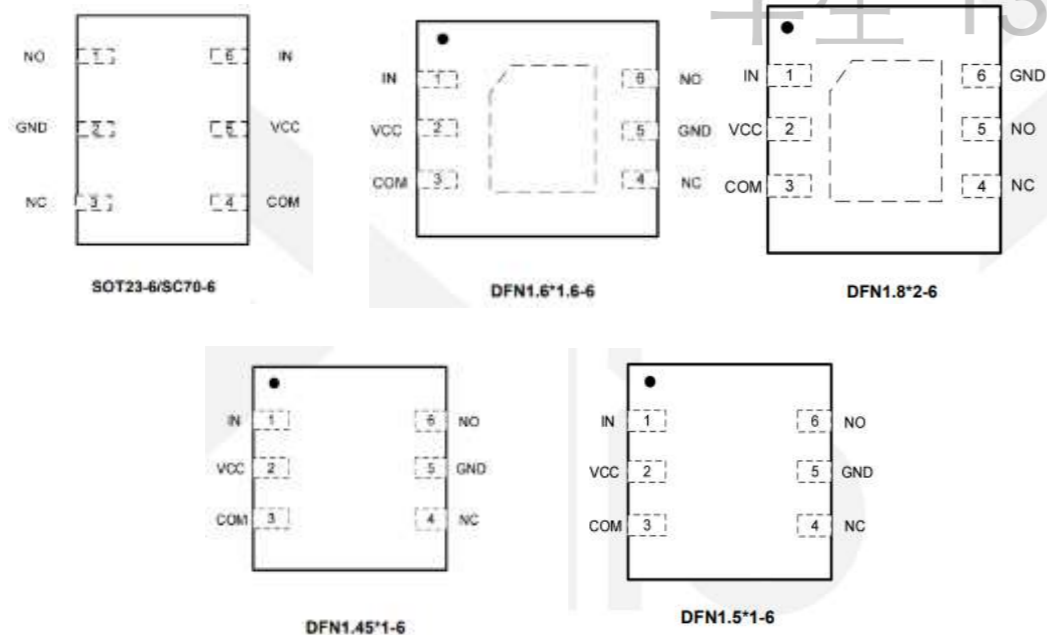 NO 1 6 IN
GND 2 5 VCC
NC 3 4 COM
SOT23-6/SC70-6
IN 1 6 NO
VCC 2 5 GND
COM 3 4 NC
DFN1.6*1.6-6
IN 1 6 GND
VCC 2 5 NO
COM 3 4 NC
DFN1.8*2-6
IN 1 6 NO
VCC 2 5 GND
COM 3 4 NC
DFN1.45*1-6
IN 1 6 NO
VCC 2 5 GND
COM 3 4 NC
DFN1.5*1-6